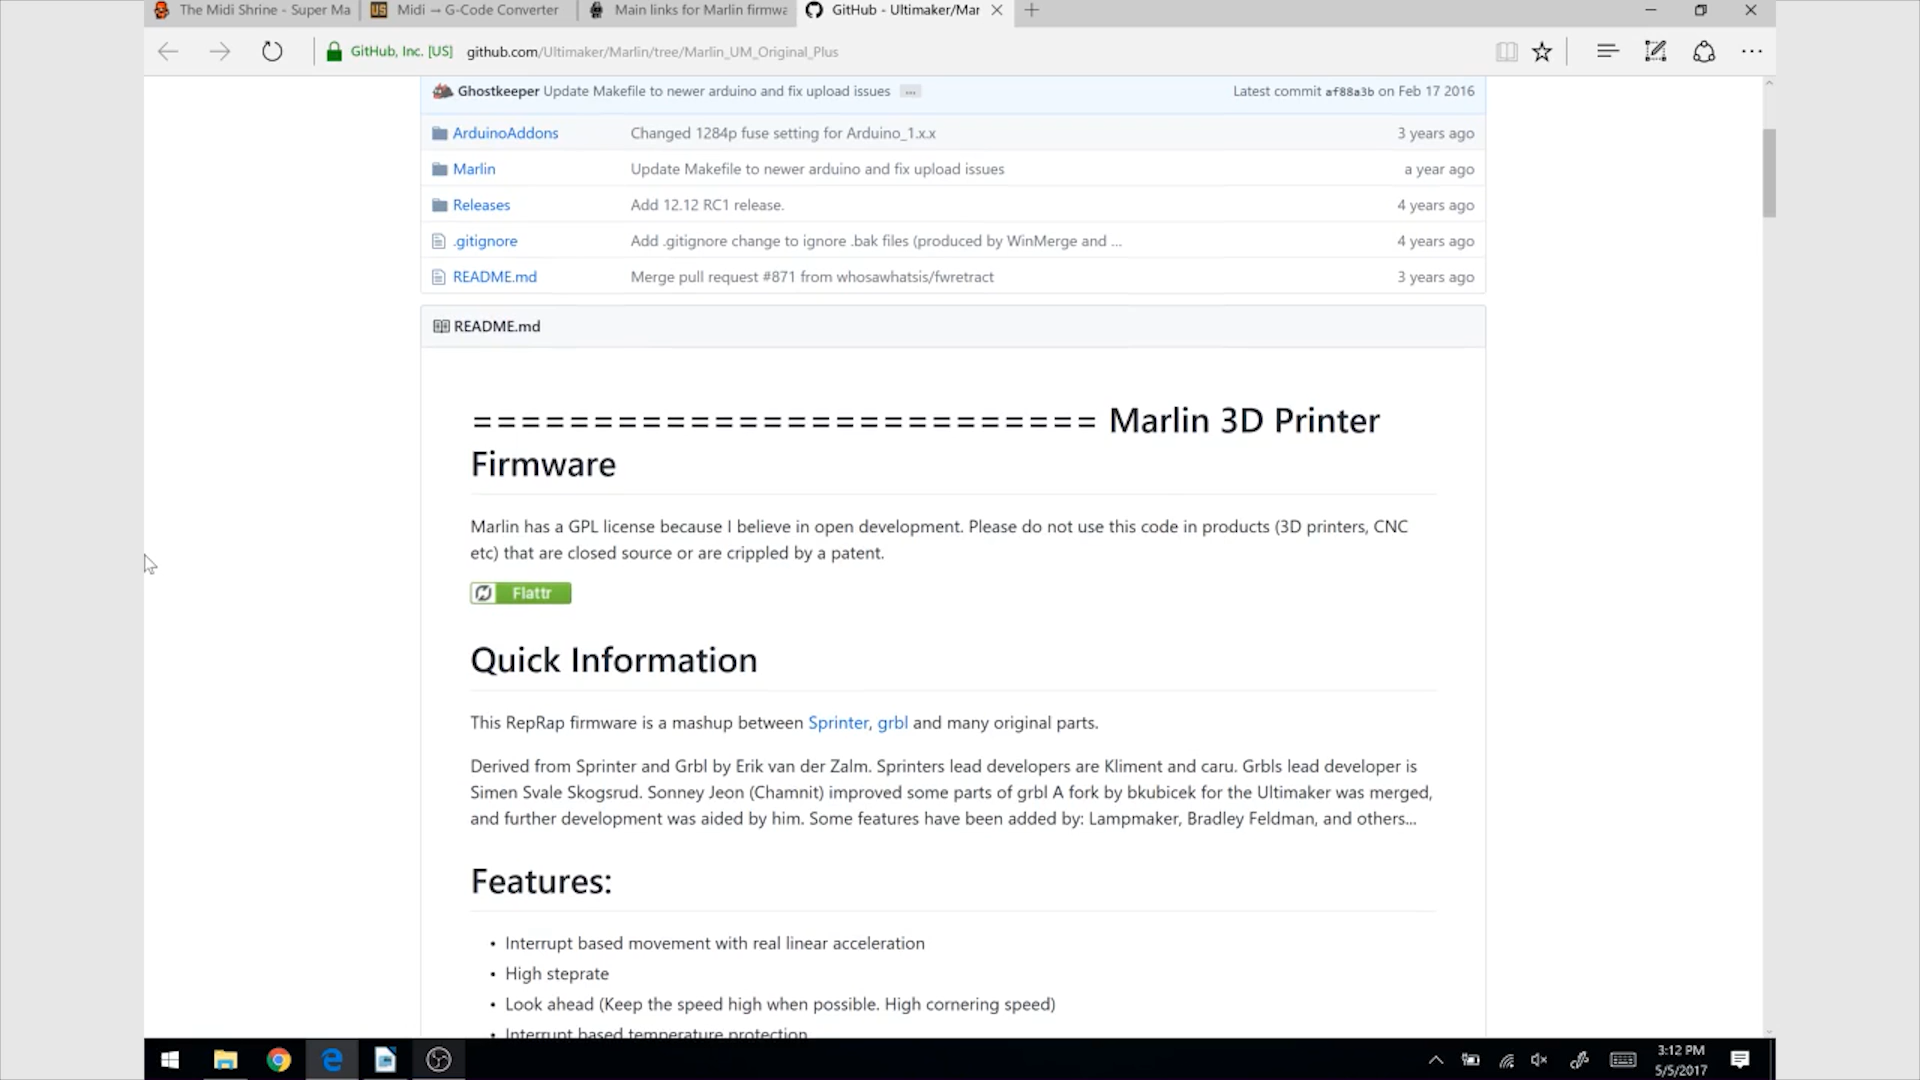 The Midi Shrine - Super Ma
Midi → G-Code Converter
Main links for Marlin firmwa
GitHub - Ultimaker/Mar
GitHub, Inc. [US] github.com/Ultimaker/Marlin/tree/Marlin_UM_Original_Plus
Ghostkeeper Update Makefile to newer arduino and fix upload issues ... Latest commit af88a3b on Feb 17 2016
ArduinoAddons Changed 1284p fuse setting for Arduino_1.x.x 3 years ago
Marlin Update Makefile to newer arduino and fix upload issues a year ago
Releases Add 12.12 RC1 release. 4 years ago
.gitignore Add .gitignore change to ignore .bak files (produced by WinMerge and ... 4 years ago
README.md Merge pull request #871 from whosawhatsis/fwretract 3 years ago
README.md
========================== Marlin 3D Printer
Firmware
Marlin has a GPL license because I believe in open development. Please do not use this code in products (3D printers, CNC
etc) that are closed source or are crippled by a patent.
Flattr
Quick Information
This RepRap firmware is a mashup between Sprinter, grbl and many original parts.
Derived from Sprinter and Grbl by Erik van der Zalm. Sprinters lead developers are Kliment and caru. Grbls lead developer is
Simen Svale Skogsrud. Sonney Jeon (Chamnit) improved some parts of grbl A fork by bkubicek for the Ultimaker was merged,
and further development was aided by him. Some features have been added by: Lampmaker, Bradley Feldman, and others...
Features:
• Interrupt based movement with real linear acceleration
• High steprate
• Look ahead (Keep the speed high when possible. High cornering speed)
• Interrupt based temperature protection
3:12 PM
5/5/2017